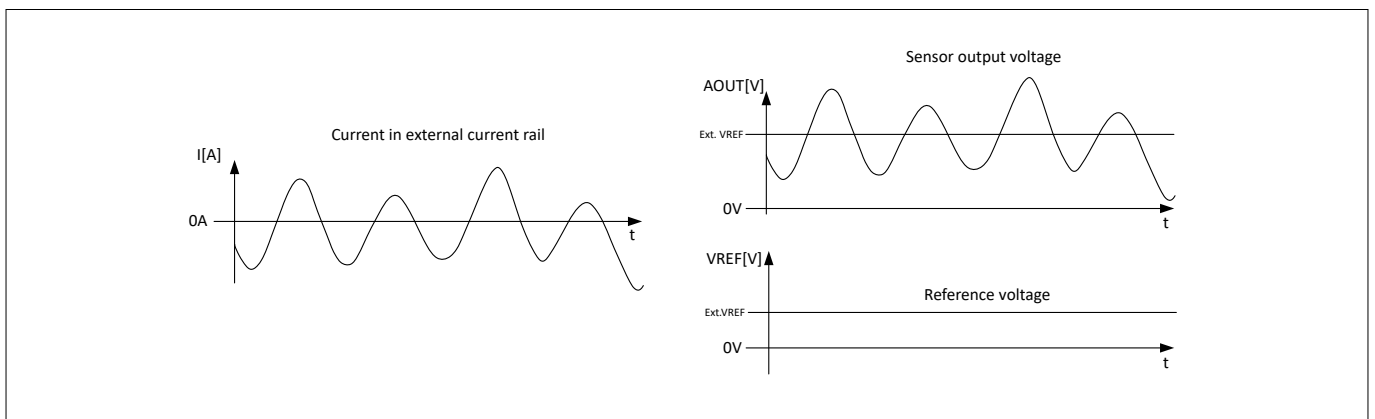 Current in external current rail
I[A]
0A
t
Sensor output voltage
AOUT[V]
Ext. VREF
0V
t
VREF[V]
Reference voltage
Ext.VREF
0V
t